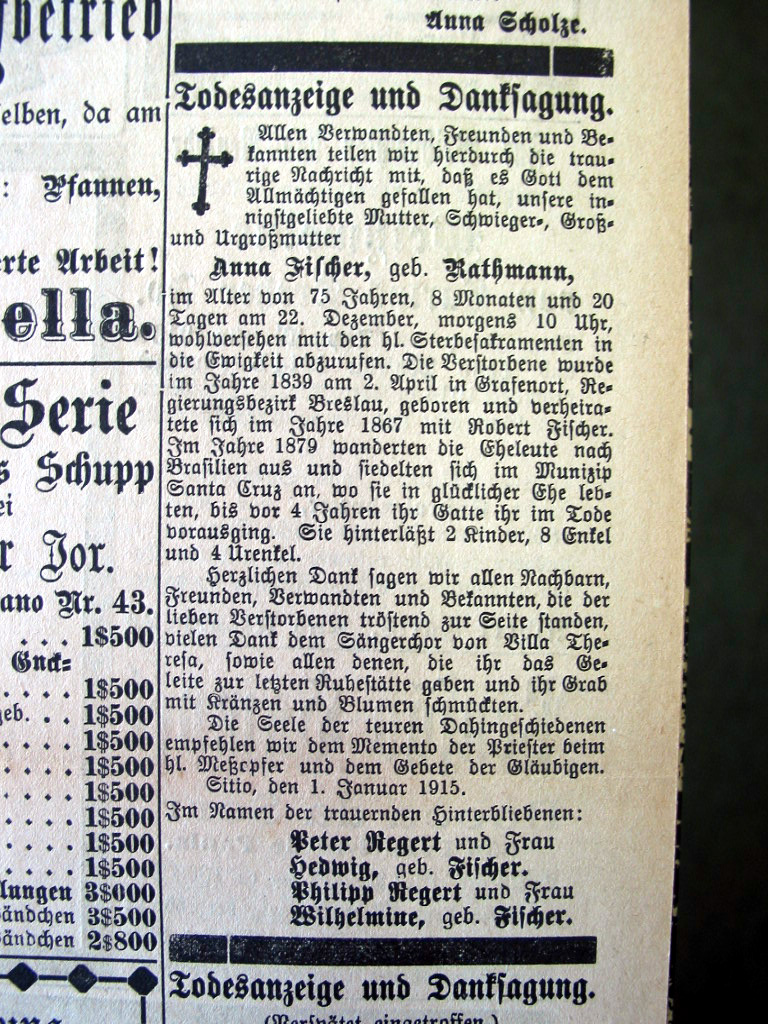 betrieb
elben, da am
: Pfannen,
erte Arbeit!
ella.
Serie
s Schupp
ei
r Jor.
ano Nr. 43.
. . . 1$500
Guck=
. . . . 1$500
geb. . . 1$500
. . . . 1$500
. . . . 1$500
. . . . 1$500
. . . . 1$500
. . . . 1$500
. . . . 1$500
lungen 3$000
Bändchen 3$500
Bändchen 2$800
Anna Scholze.
Todesanzeige und Danksagung.
Allen Verwandten, Freunden und Be-
kannten teilen wir hierdurch die trau-
rige Nachricht mit, daß es Gott dem
Allmächtigen gefallen hat, unsere in-
nigstgeliebte Mutter, Schwieger-, Groß-
und Urgroßmutter
Anna Fischer, geb. Rathmann,
im Alter von 75 Jahren, 8 Monaten und 20
Tagen am 22. Dezember, morgens 10 Uhr,
wohlversehen mit den hl. Sterbesakramenten in
die Ewigkeit abzurufen. Die Verstorbene wurde
im Jahre 1839 am 2. April in Grafenort, Re-
gierungsbezirk Breslau, geboren und verheira-
tete sich im Jahre 1867 mit Robert Fischer.
Im Jahre 1879 wanderten die Eheleute nach
Brasilien aus und siedelten sich im Munizip
Santa Cruz an, wo sie in glücklicher Ehe leb-
ten, bis vor 4 Jahren ihr Gatte ihr im Tode
vorausging. Sie hinterläßt 2 Kinder, 8 Enkel
und 4 Urenkel.
Herzlichen Dank sagen wir allen Nachbarn,
Freunden, Verwandten und Bekannten, die der
lieben Verstorbenen tröstend zur Seite standen,
vielen Dank dem Sängerchor von Villa The-
resa, sowie allen denen, die ihr das Ge-
leite zur letzten Ruhestätte gaben und ihr Grab
mit Kränzen und Blumen schmückten.
Die Seele der teuren Dahingeschiedenen
empfehlen wir dem Memento der Priester beim
hl. Meßopfer und dem Gebete der Gläubigen.
Sitio, den 1. Januar 1915.
Im Namen der trauernden Hinterbliebenen:
Peter Regert und Frau
Hedwig, geb. Fischer.
Philipp Regert und Frau
Wilhelmine, geb. Fischer.
Todesanzeige und Danksagung.
(Verspätet eingetroffen.)